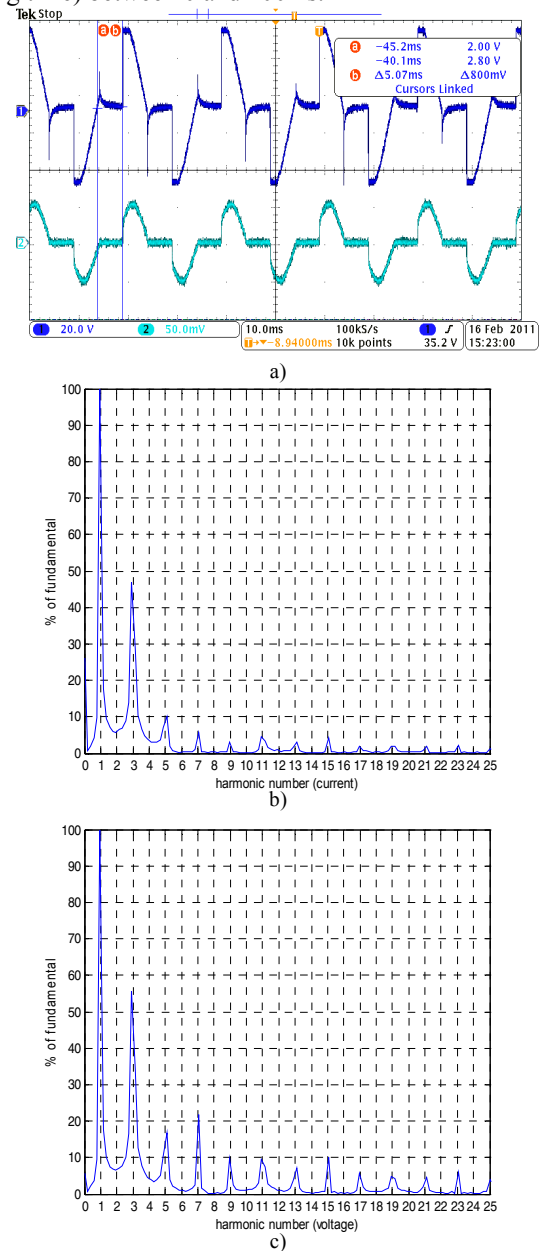 Tek Stop
a b
T
a -45.2ms 2.00 V
-40.1ms 2.80 V
b Δ5.07ms Δ800mV
Cursors Linked
1
2
1 20.0 V 2 50.0mV 10.0ms 100kS/s 1 16 Feb 2011
T→▼-8.94000ms 10k points 35.2 V 15:23:00
a)
100
90
80
70
60
50
40
30
20
10
0
% of fundamental
0 1 2 3 4 5 6 7 8 9 10 11 12 13 14 15 16 17 18 19 20 21 22 23 24 25
harmonic number (current)
b)
100
90
80
70
60
50
40
30
20
10
0
% of fundamental
0 1 2 3 4 5 6 7 8 9 10 11 12 13 14 15 16 17 18 19 20 21 22 23 24 25
harmonic number (voltage)
c)